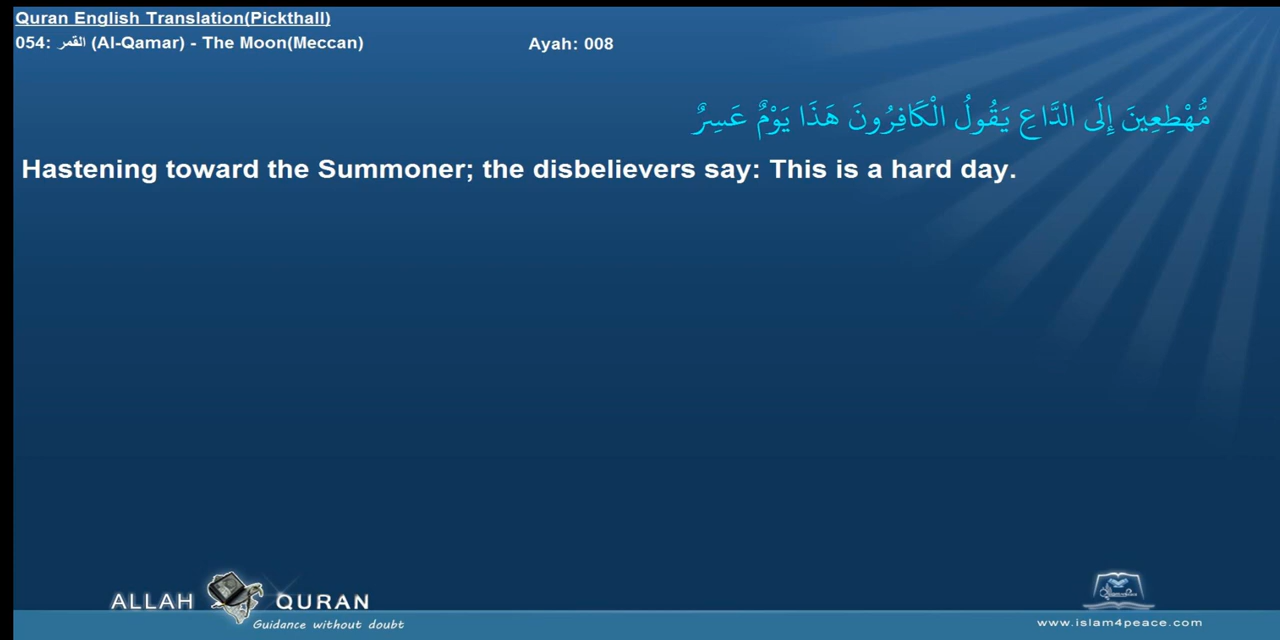 Quran English Translation(Pickthall)
054: القمر (Al-Qamar) - The Moon(Meccan) Ayah: 008
مُّهْطِعِينَ إِلَى الدَّاعِ يَقُولُ الْكَافِرُونَ هَذَا يَوْمٌ عَسِرٌ
Hastening toward the Summoner; the disbelievers say: This is a hard day.
ALLAH QURAN
Guidance without doubt
www.islam4peace.com